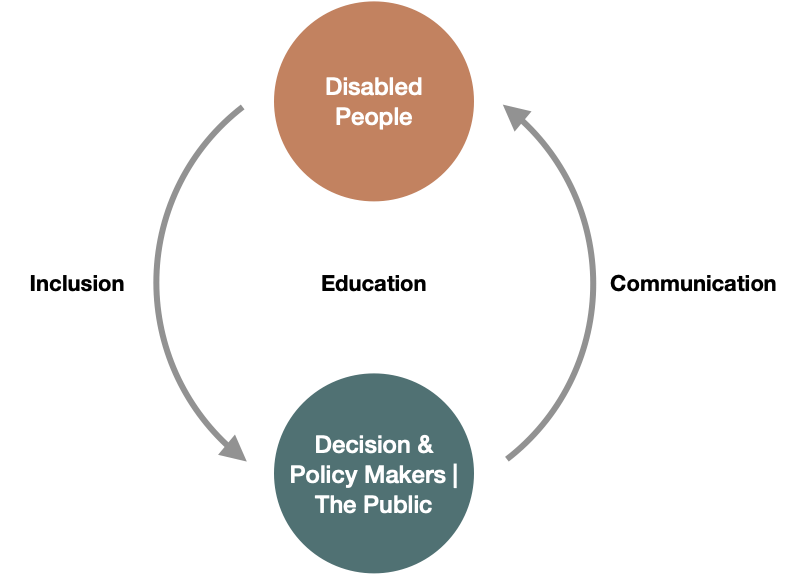 Disabled
People
Inclusion
Education
Communication
Decision &
Policy Makers |
The Public